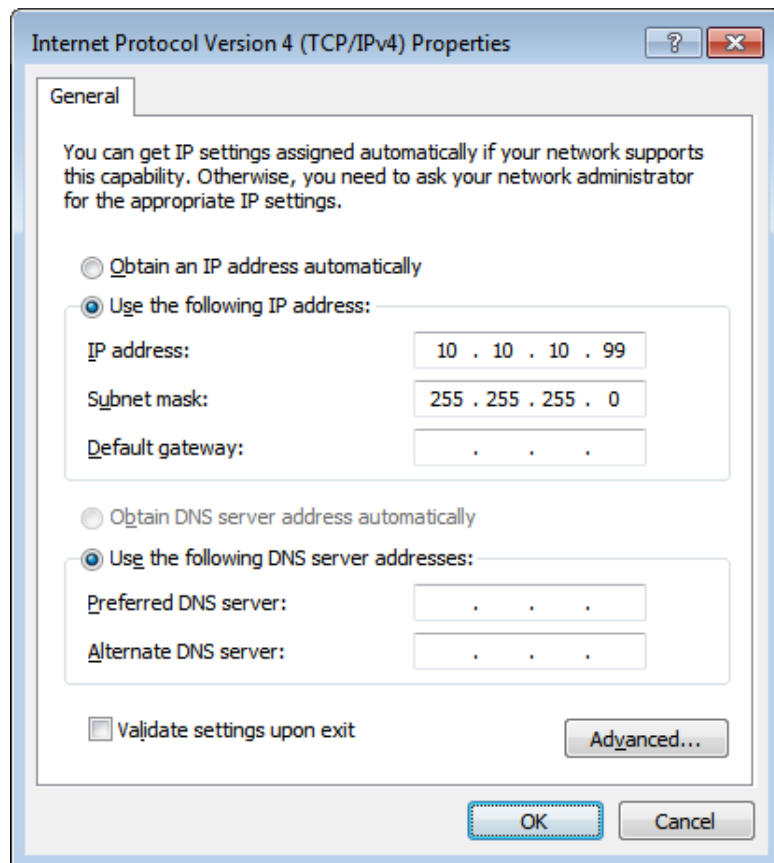 Internet Protocol Version 4 (TCP/IPv4) Properties
?
General
You can get IP settings assigned automatically if your network supports
this capability. Otherwise, you need to ask your network administrator
for the appropriate IP settings.
Obtain an IP address automatically
Use the following IP address:
IP address: 10 . 10 . 10 . 99
Subnet mask: 255 . 255 . 255 . 0
Default gateway: . . .
Obtain DNS server address automatically
Use the following DNS server addresses:
Preferred DNS server: . . .
Alternate DNS server: . . .
Validate settings upon exit
Advanced...
OK Cancel